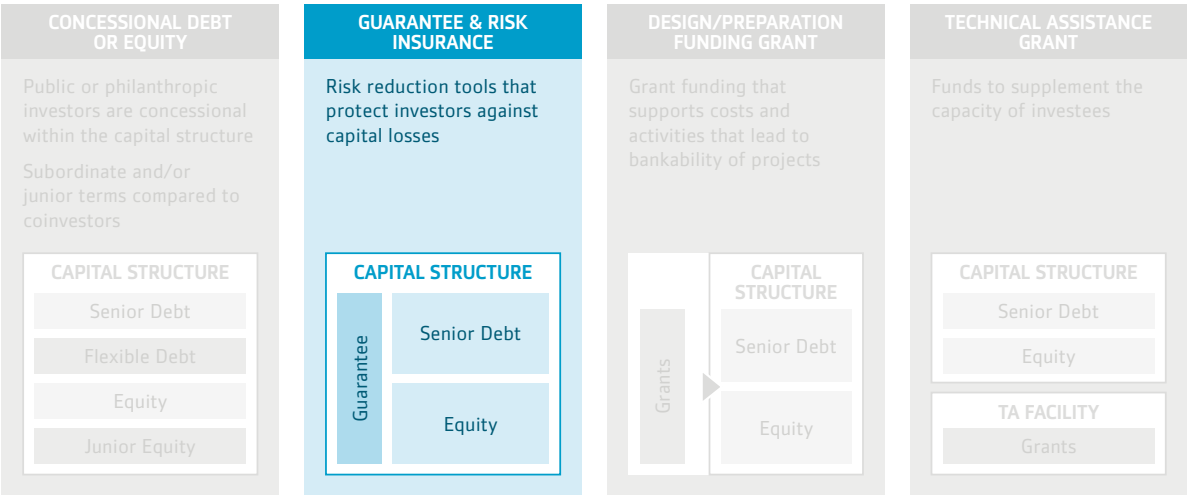 CONCESSIONAL DEBT
OR EQUITY
Public or philanthropic
investors are concessional
within the capital structure
Subordinate and/or
junior terms compared to
coinvestors
CAPITAL STRUCTURE
Senior Debt
Flexible Debt
Equity
Junior Equity
GUARANTEE & RISK
INSURANCE
Risk reduction tools that
protect investors against
capital losses
CAPITAL STRUCTURE
Guarantee
Senior Debt
Equity
DESIGN/PREPARATION
FUNDING GRANT
Grant funding that
supports costs and
activities that lead to
bankability of projects
Grants
CAPITAL
STRUCTURE
Senior Debt
Equity
TECHNICAL ASSISTANCE
GRANT
Funds to supplement the
capacity of investees
CAPITAL STRUCTURE
Senior Debt
Equity
TA FACILITY
Grants